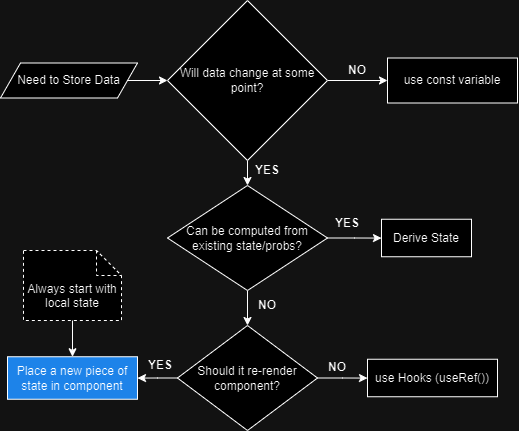 Need to Store Data
Will data change at some
point?
NO
use const variable
YES
Can be computed from
existing state/probs?
YES
Derive State
NO
Always start with
local state
Place a new piece of
state in component
YES
Should it re-render
component?
NO
use Hooks (useRef())